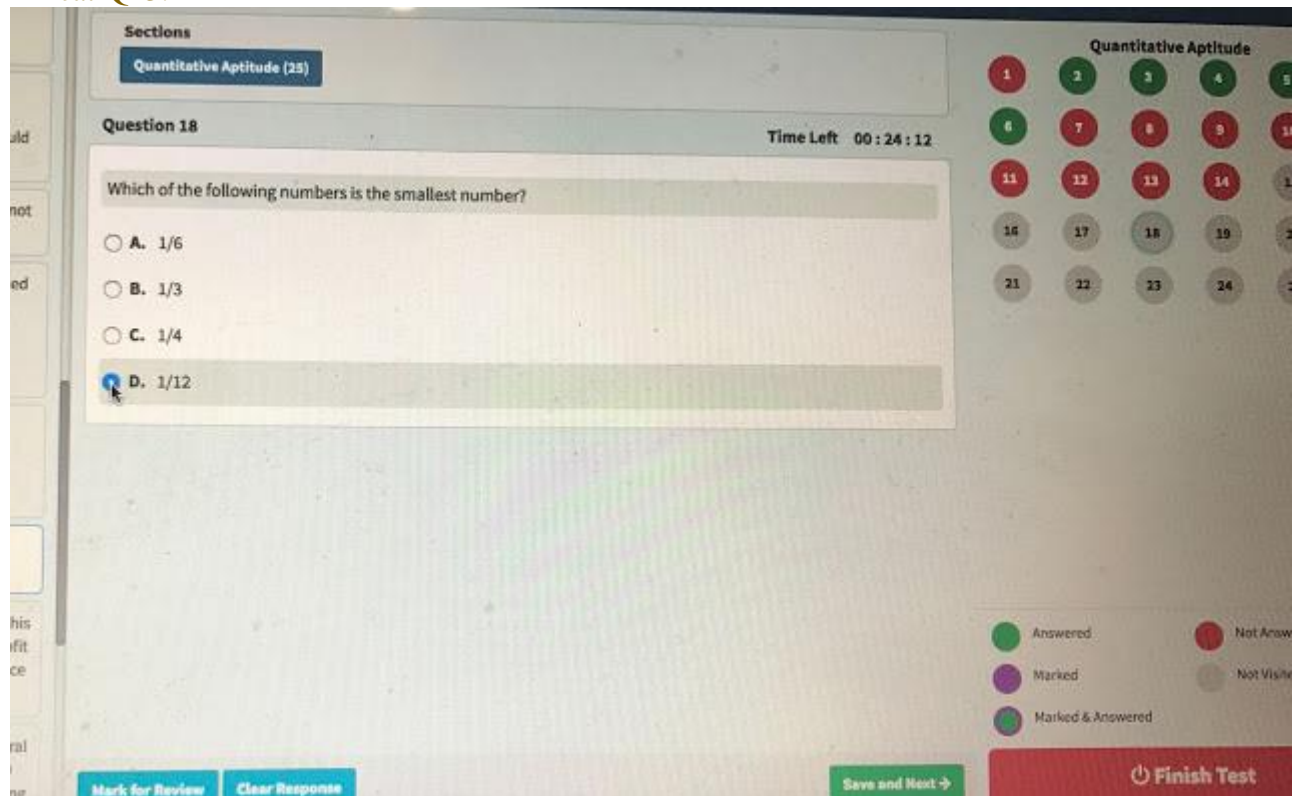 Sections
Quantitative Aptitude (25)
Question 18
Time Left 00 : 24 : 12
Which of the following numbers is the smallest number?
A. 1/6
B. 1/3
C. 1/4
D. 1/12
Mark for Review
Clear Response
Save and Next →
Quantitative Aptitude
1 2 3 4 5
6 7 8 9
11 12 13 14
16 17 18 19
21 22 23 24
Answered
Not
Marked
Not
Marked & Answered
Finish Test
not